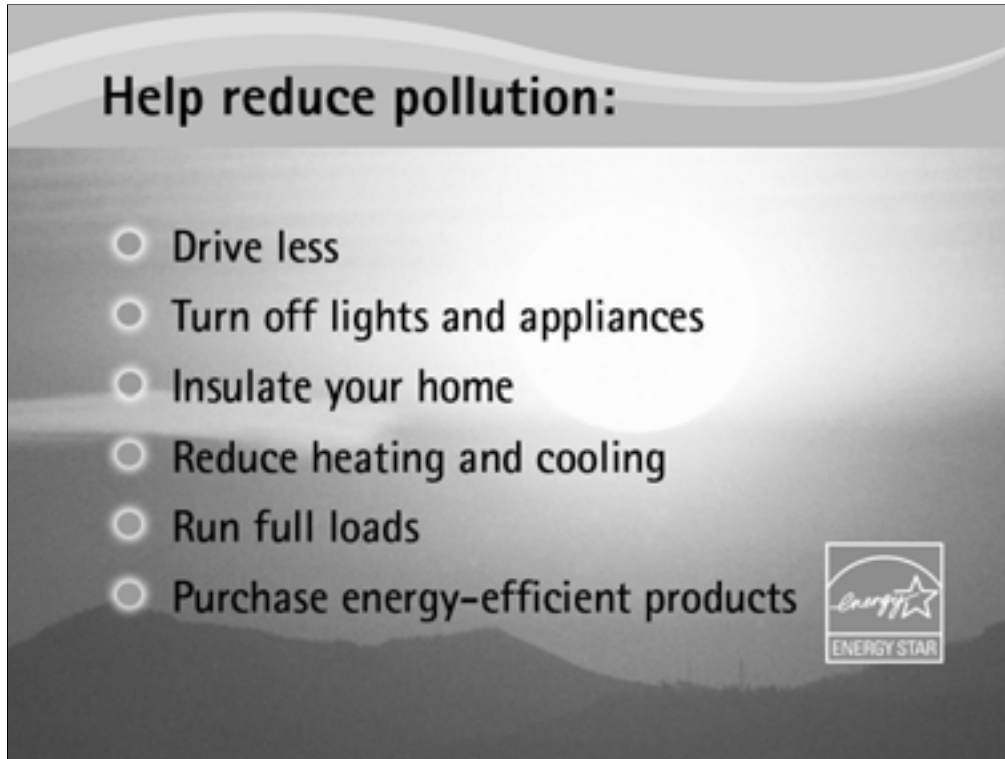 Help reduce pollution:
Drive less
Turn off lights and appliances
Insulate your home
Reduce heating and cooling
Run full loads
Purchase energy-efficient products
energy
ENERGY STAR